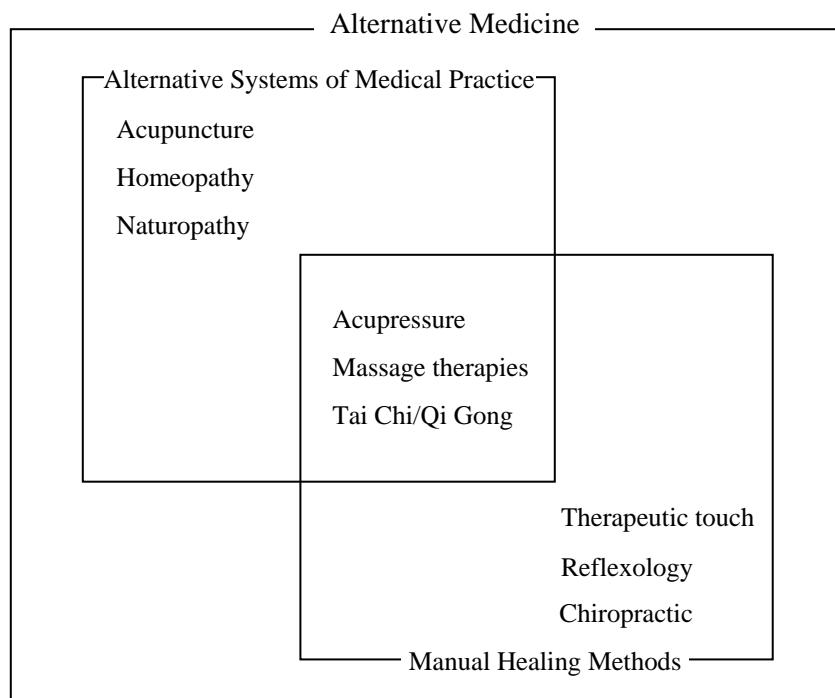 Alternative Medicine
Alternative Systems of Medical Practice
Acupuncture
Homeopathy
Naturopathy
Acupressure
Massage therapies
Tai Chi/Qi Gong
Therapeutic touch
Reflexology
Chiropractic
Manual Healing Methods